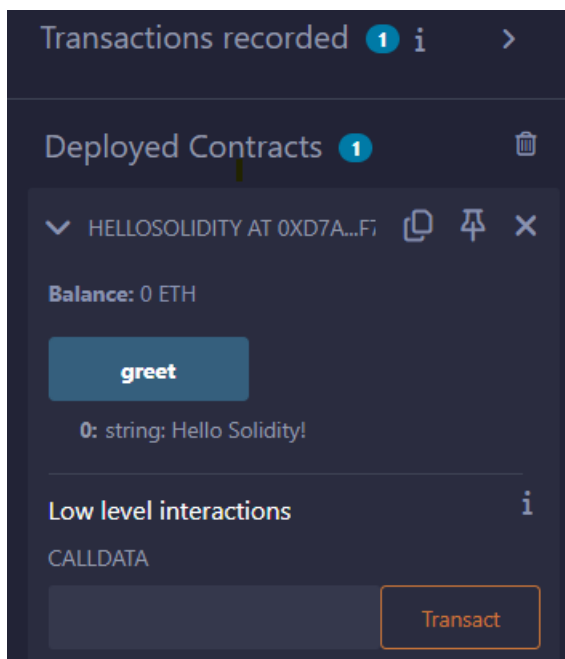 Transactions recorded 1 i
Deployed Contracts 1
HELLOSOLIDITY AT 0XD7A...F7
Balance: 0 ETH
greet
0: string: Hello Solidity!
Low level interactions i
CALLDATA
Transact